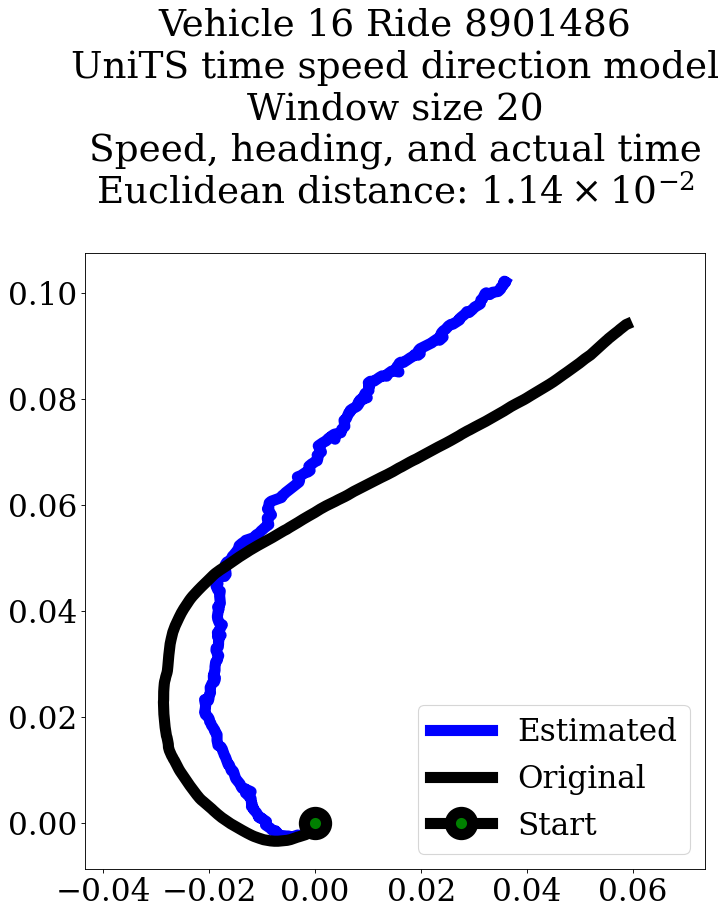 Vehicle 16 Ride 8901486
UniTS time speed direction model
Window size 20
Speed, heading, and actual time
Euclidean distance: 1.14 × 10⁻²
0.10
0.08
0.06
0.04
0.02
0.00
Estimated
Original
Start
−0.04 −0.02 0.00 0.02 0.04 0.06